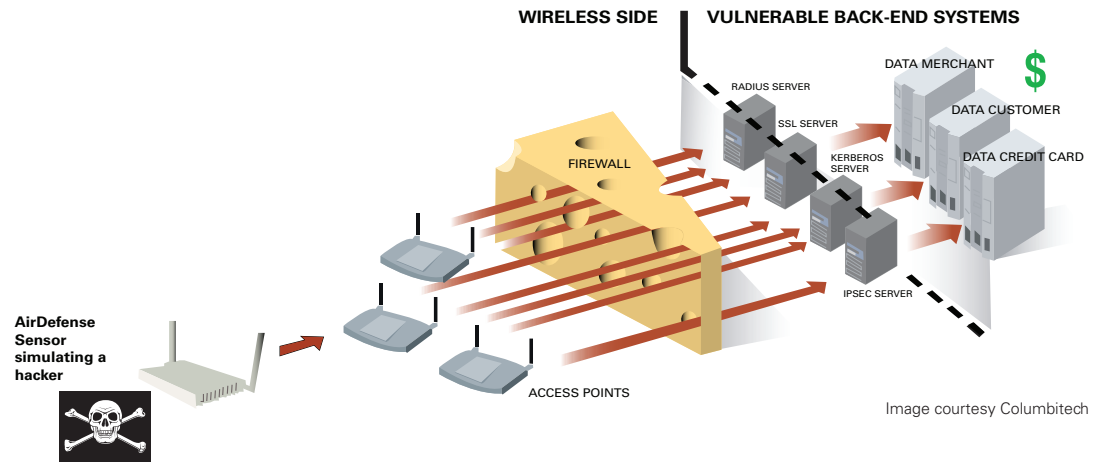 WIRELESS SIDE
VULNERABLE BACK-END SYSTEMS
DATA MERCHANT
$
RADIUS SERVER
DATA CUSTOMER
SSL SERVER
FIREWALL
KERBEROS
SERVER
DATA CREDIT CARD
IPSEC SERVER
AirDefense
Sensor
simulating a
hacker
ACCESS POINTS
Image courtesy Columbitech